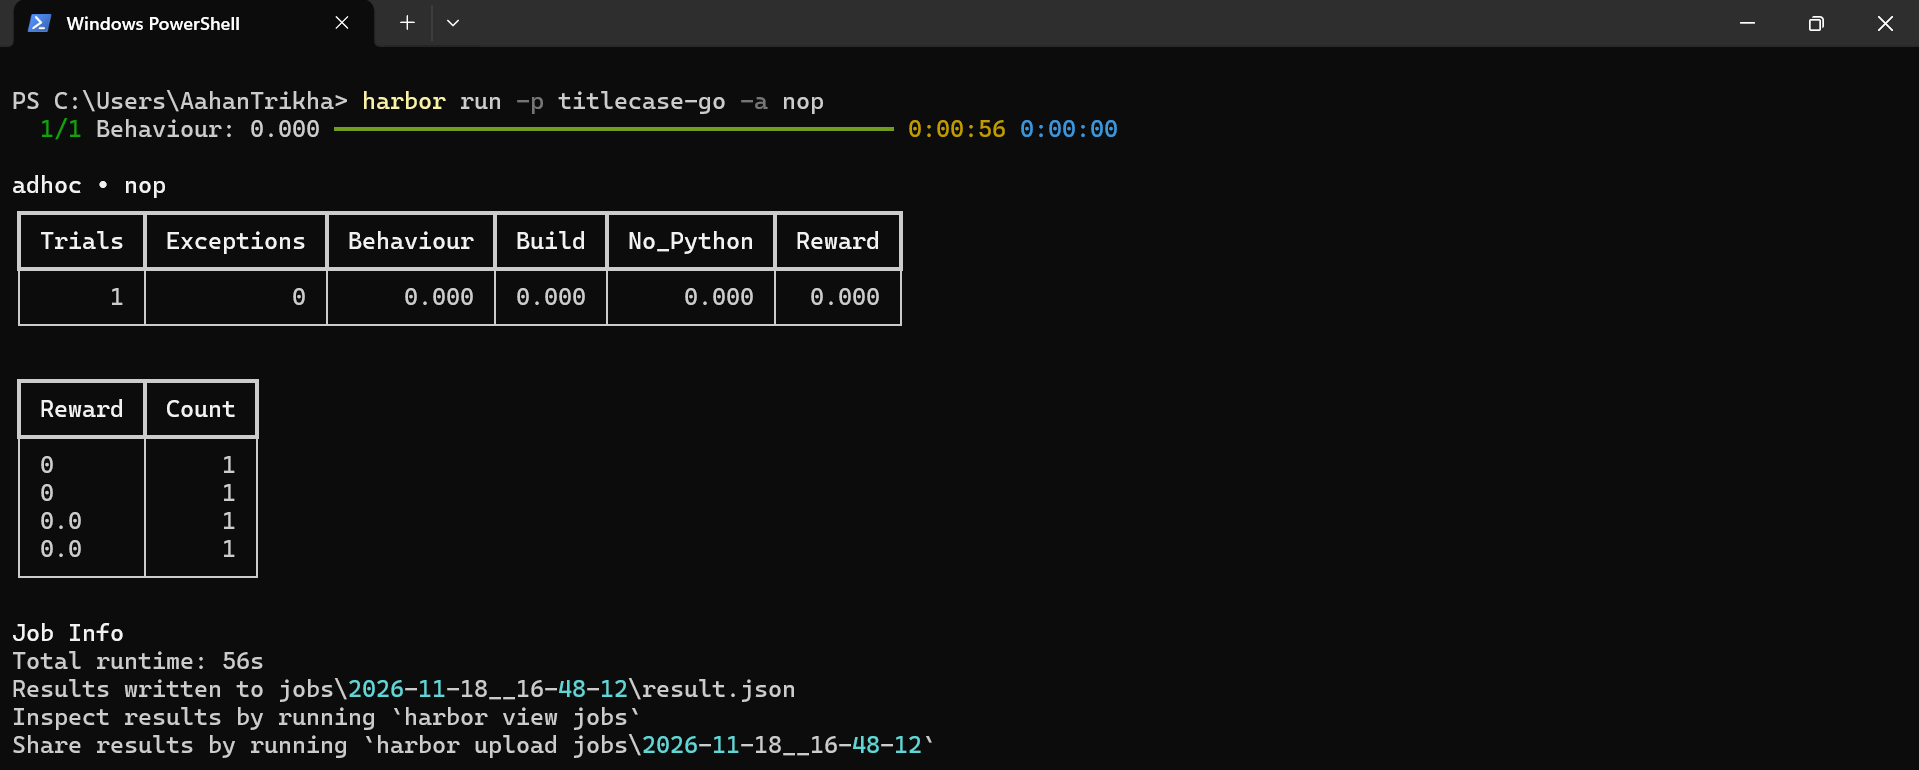 Windows PowerShell
PS C:\Users\AahanTrikha> harbor run -p titlecase-go -a nop
1/1 Behaviour: 0.000 0:00:56 0:00:00
adhoc • nop
Trials Exceptions Behaviour Build No_Python Reward
1 0 0.000 0.000 0.000 0.000
Reward Count
0 1
0 1
0.0 1
0.0 1
Job Info
Total runtime: 56s
Results written to jobs\2026-11-18__16-48-12\result.json
Inspect results by running `harbor view jobs`
Share results by running `harbor upload jobs\2026-11-18__16-48-12`